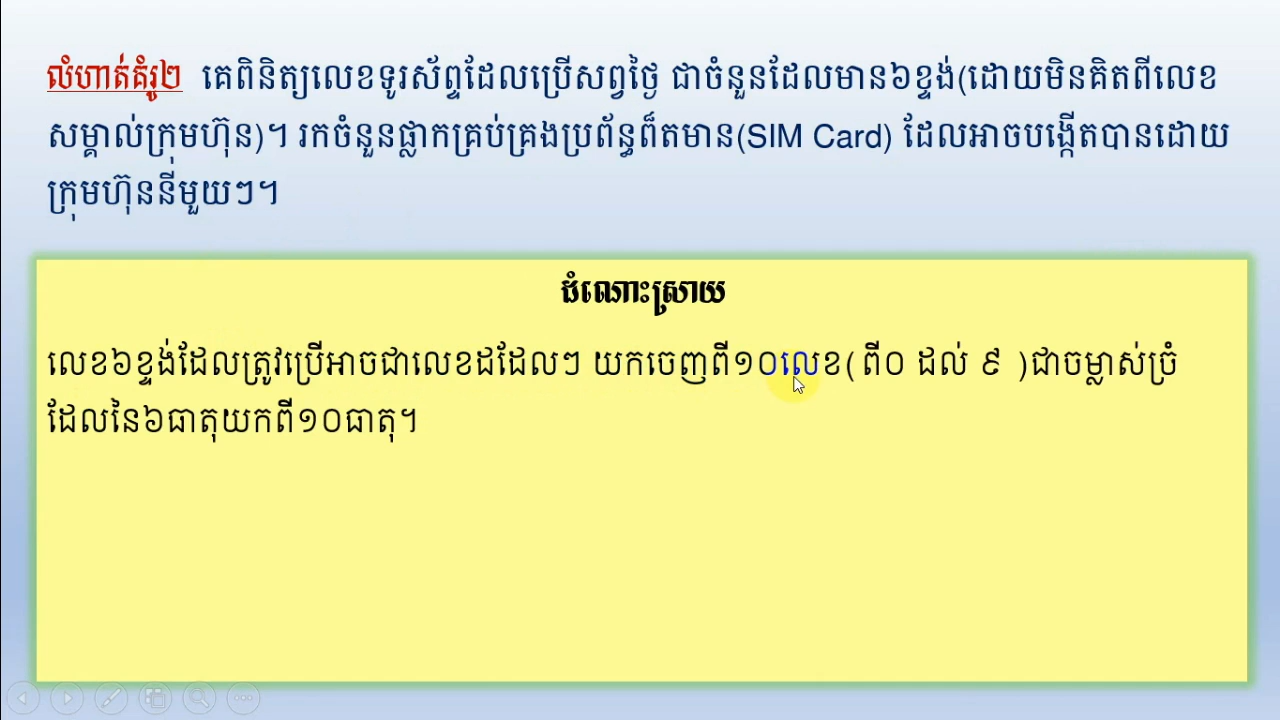 លំហាត់គំរូ២ គេពិនិត្យលេខទូរស័ព្ទដែលប្រើសព្វថ្ងៃ ជាចំនួនដែលមាន៦ខ្ទង់(ដោយមិនគិតពីលេខ
សម្គាល់ក្រុមហ៊ុន)។ រកចំនួនផ្លាកគ្រប់គ្រងប្រព័ន្ធព៏តមាន(SIM Card) ដែលអាចបង្កើតបានដោយ
ក្រុមហ៊ុននីមួយៗ។
ដំណោះស្រាយ
លេខ៦ខ្ទង់ដែលត្រូវប្រើអាចជាលេខដដែលៗ យកចេញពី១០លេខ(ពី០ ដល់ ៩ )ជាចម្លាស់ច្រំ
ដែលនៃ៦ធាតុយកពី១០ធាតុ។